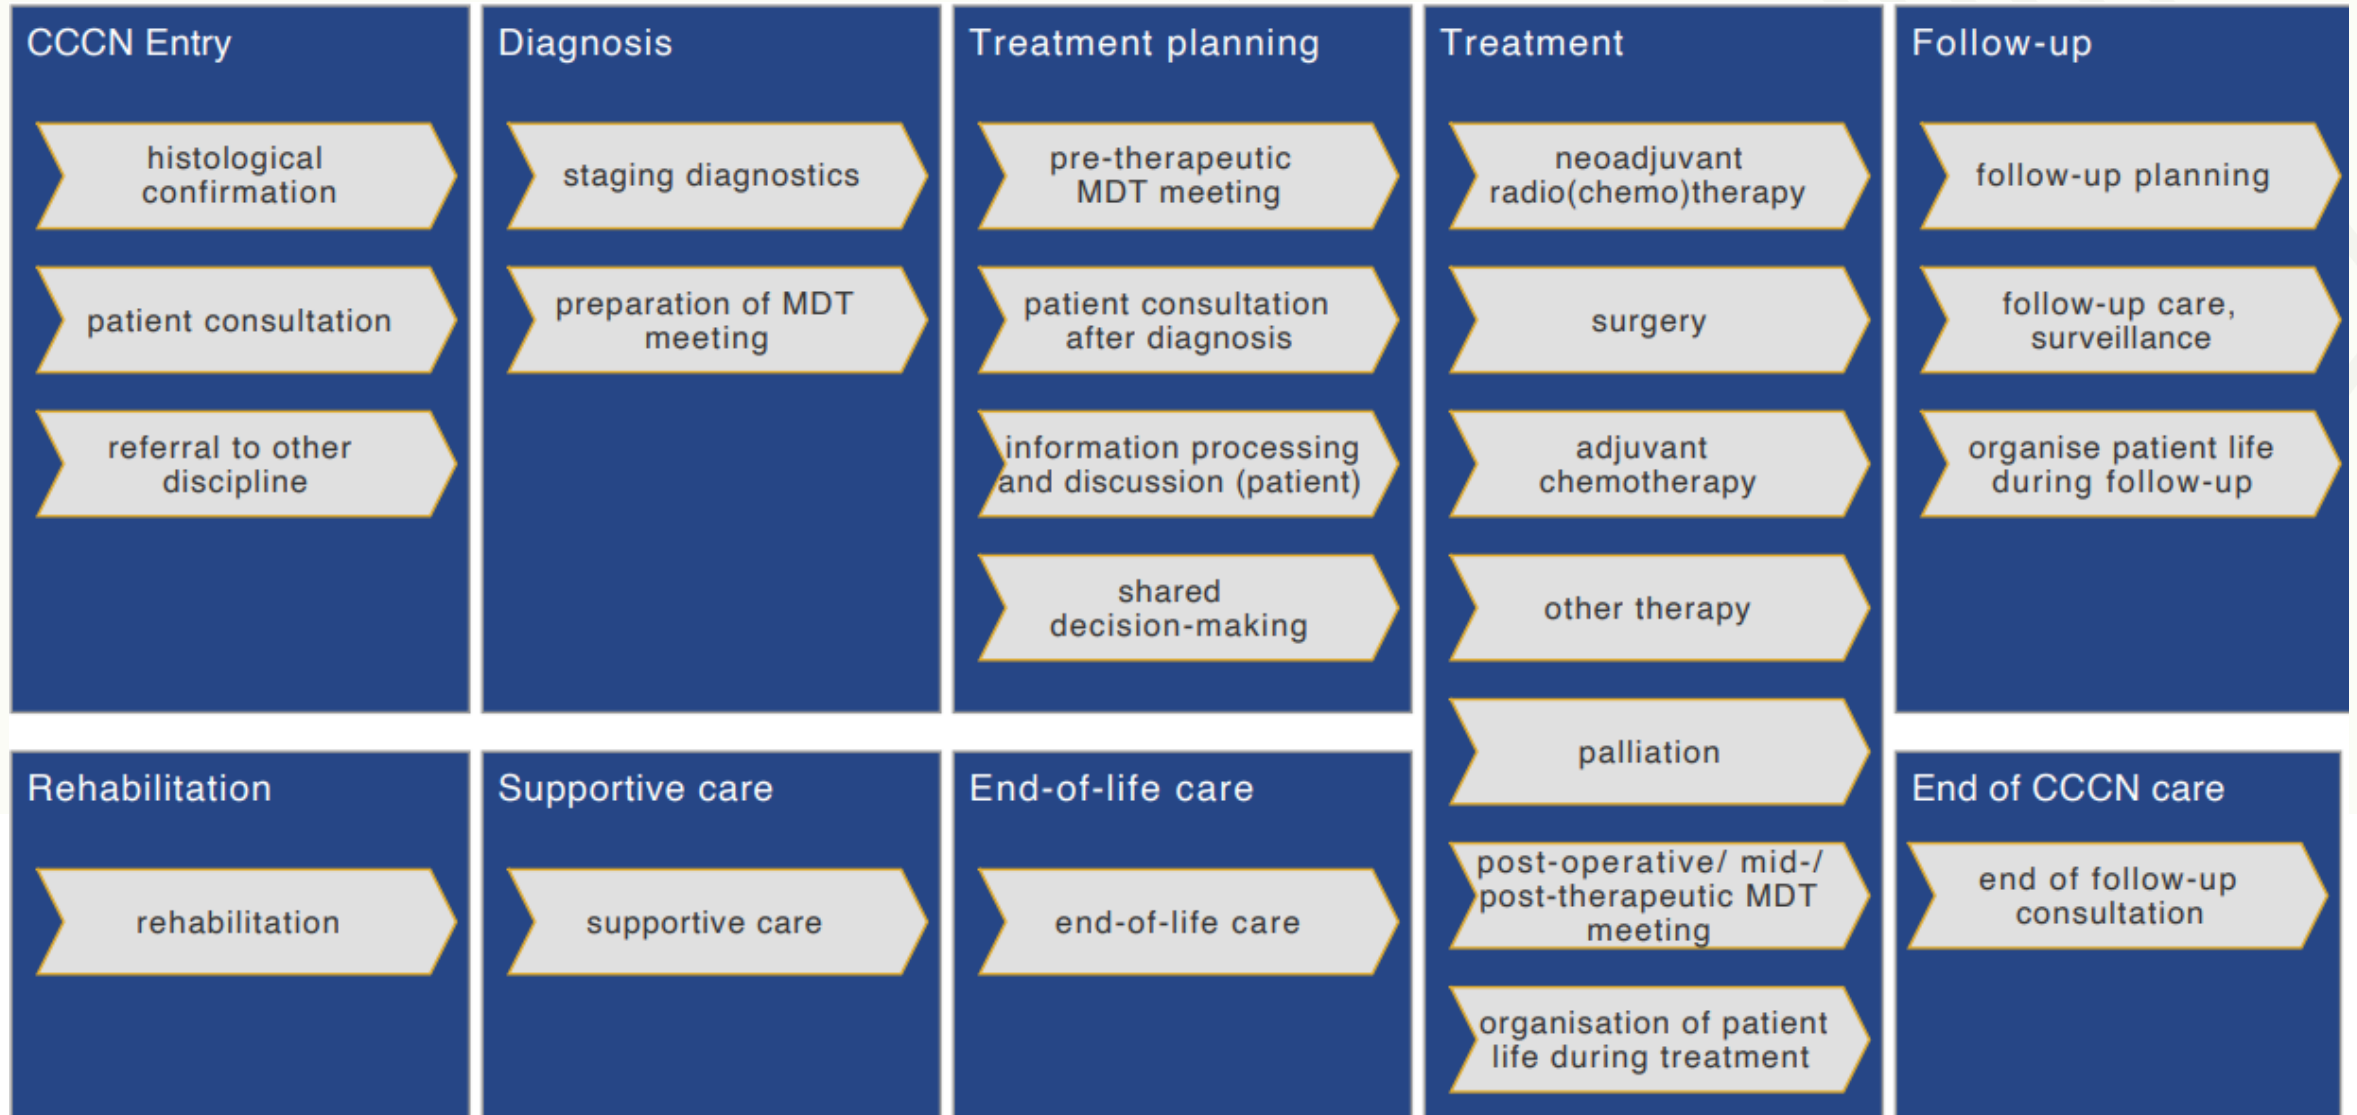 CCCN Entry
histological
confirmation
patient consultation
referral to other
discipline
Diagnosis
staging diagnostics
preparation of MDT
meeting
Treatment planning
pre-therapeutic
MDT meeting
patient consultation
after diagnosis
information processing
and discussion (patient)
shared
decision-making
Treatment
neoadjuvant
radio(chemo)therapy
surgery
adjuvant
chemotherapy
other therapy
palliation
post-operative/ mid-/
post-therapeutic MDT
meeting
organisation of patient
life during treatment
Follow-up
follow-up planning
follow-up care,
surveillance
organise patient life
during follow-up
Rehabilitation
rehabilitation
Supportive care
supportive care
End-of-life care
end-of-life care
End of CCCN care
end of follow-up
consultation